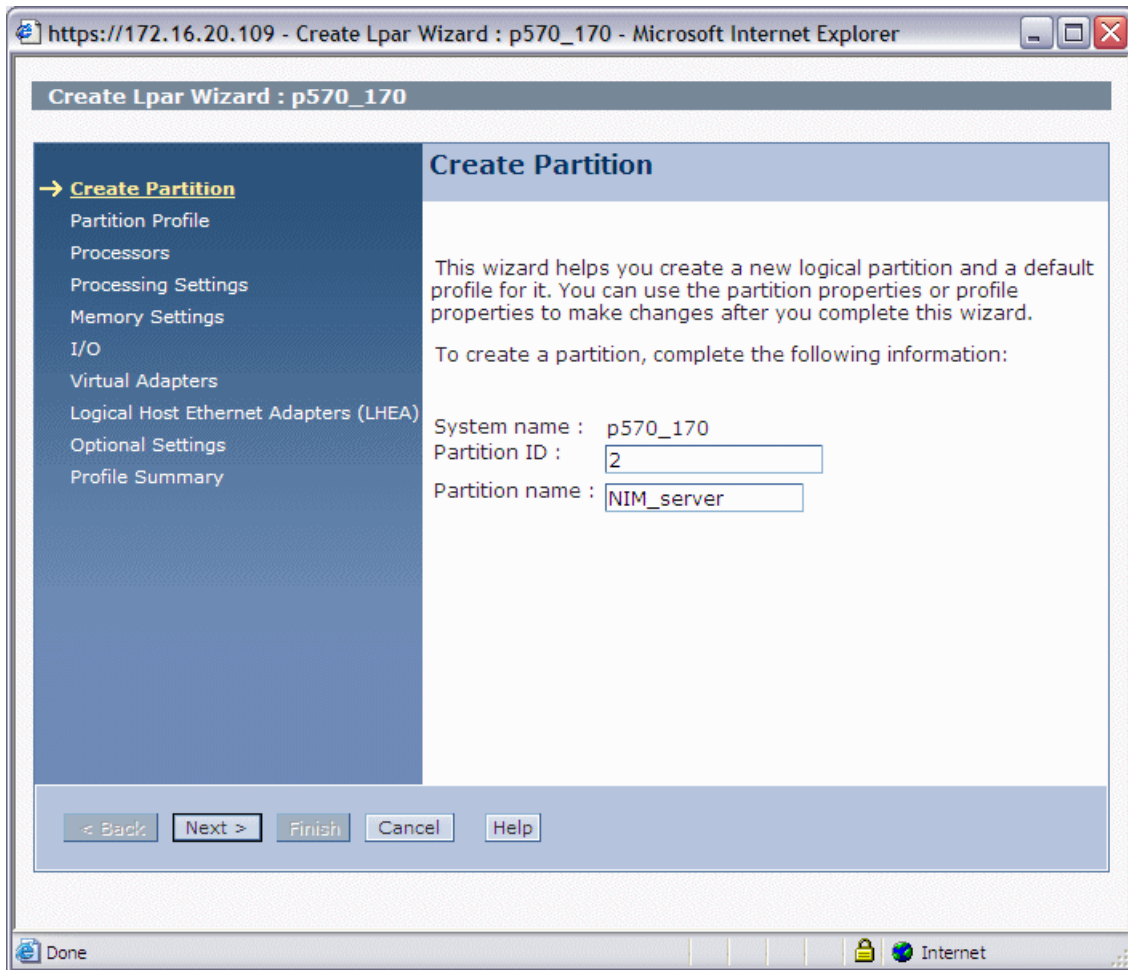 https://172.16.20.109 - Create Lpar Wizard : p570_170 - Microsoft Internet Explorer
Create Lpar Wizard : p570_170
Create Partition
Partition Profile
Processors
Processing Settings
Memory Settings
I/O
Virtual Adapters
Logical Host Ethernet Adapters (LHEA)
Optional Settings
Profile Summary
Create Partition
This wizard helps you create a new logical partition and a default
profile for it. You can use the partition properties or profile
properties to make changes after you complete this wizard.
To create a partition, complete the following information:
System name : p570_170
Partition ID : 2
Partition name : NIM_server
< Back Next > Finish Cancel Help
Done Internet